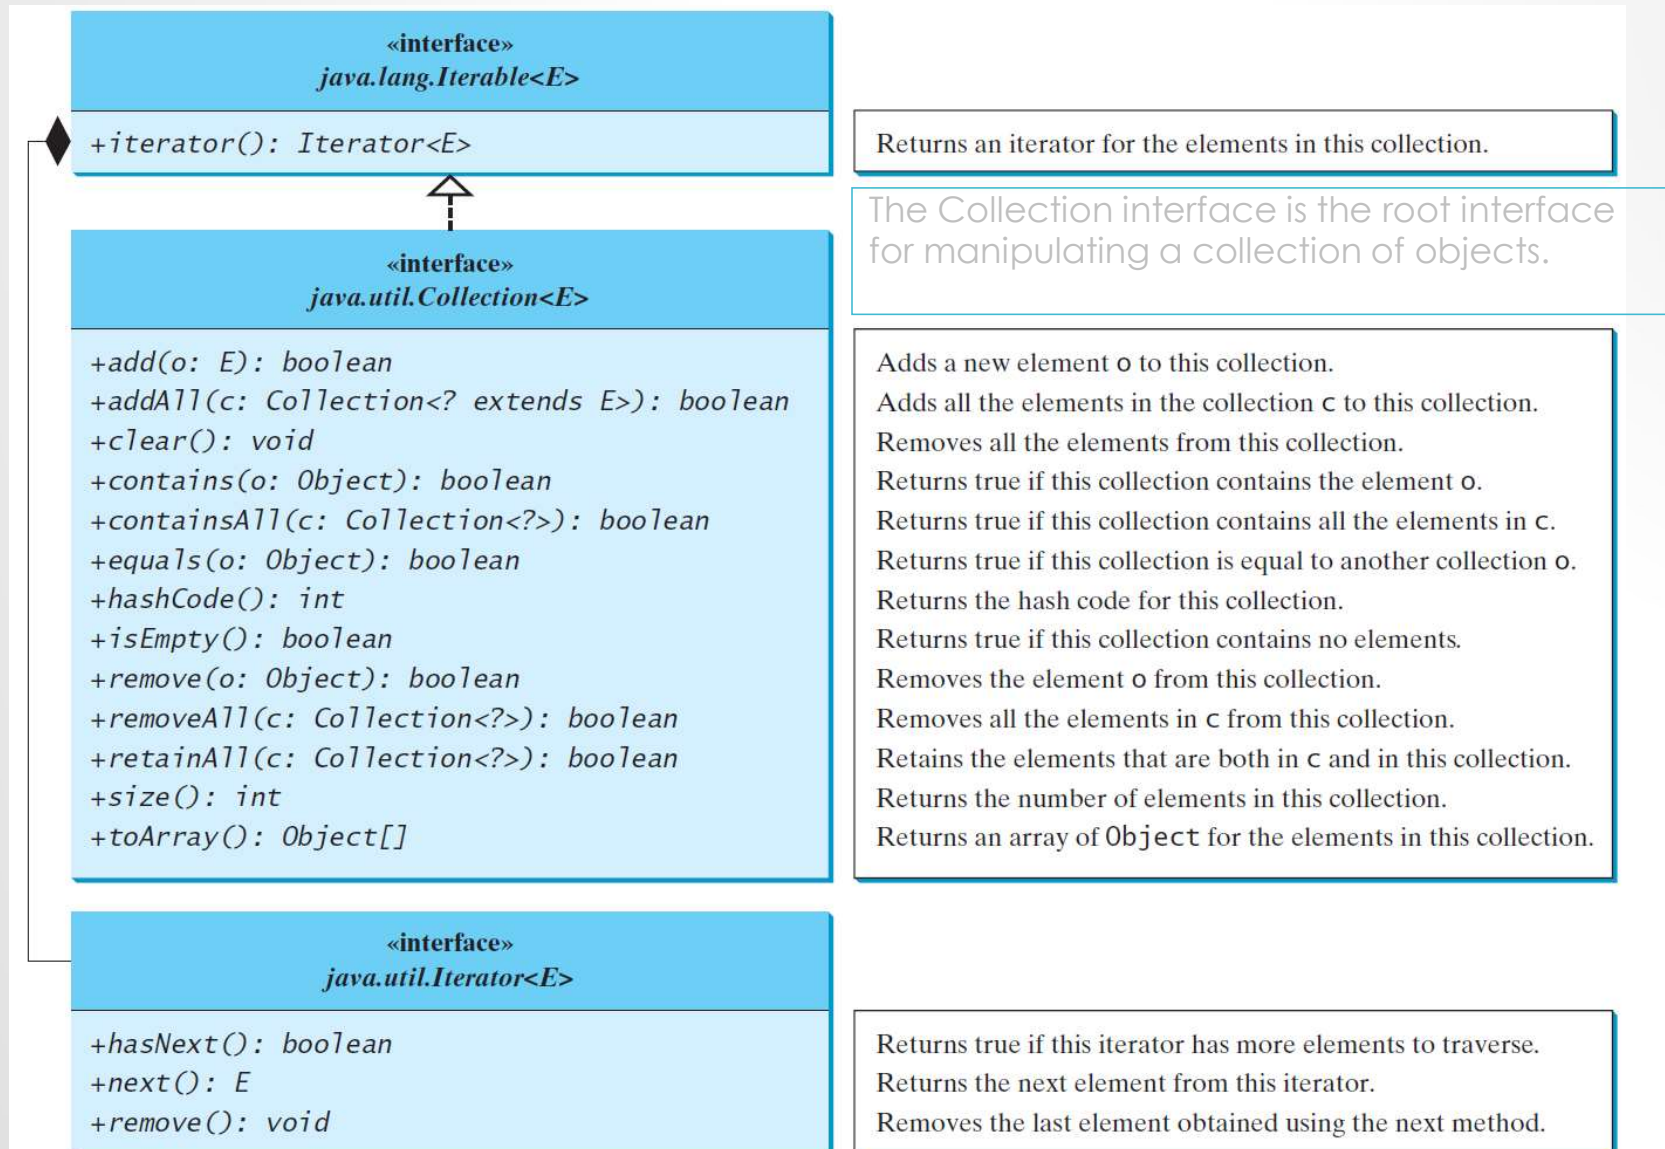 «interface»
java.lang.Iterable<E>
+iterator(): Iterator<E>
Returns an iterator for the elements in this collection.
The Collection interface is the root interface
for manipulating a collection of objects.
«interface»
java.util.Collection<E>
+add(o: E): boolean
Adds a new element o to this collection.
+addAll(c: Collection<? extends E>): boolean
Adds all the elements in the collection c to this collection.
+clear(): void
Removes all the elements from this collection.
+contains(o: Object): boolean
Returns true if this collection contains the element o.
+containsAll(c: Collection<?>): boolean
Returns true if this collection contains all the elements in c.
+equals(o: Object): boolean
Returns true if this collection is equal to another collection o.
+hashCode(): int
Returns the hash code for this collection.
+isEmpty(): boolean
Returns true if this collection contains no elements.
+remove(o: Object): boolean
Removes the element o from this collection.
+removeAll(c: Collection<?>): boolean
Removes all the elements in c from this collection.
+retainAll(c: Collection<?>): boolean
Retains the elements that are both in c and in this collection.
+size(): int
Returns the number of elements in this collection.
+toArray(): Object[]
Returns an array of Object for the elements in this collection.
«interface»
java.util.Iterator<E>
+hasNext(): boolean
Returns true if this iterator has more elements to traverse.
+next(): E
Returns the next element from this iterator.
+remove(): void
Removes the last element obtained using the next method.